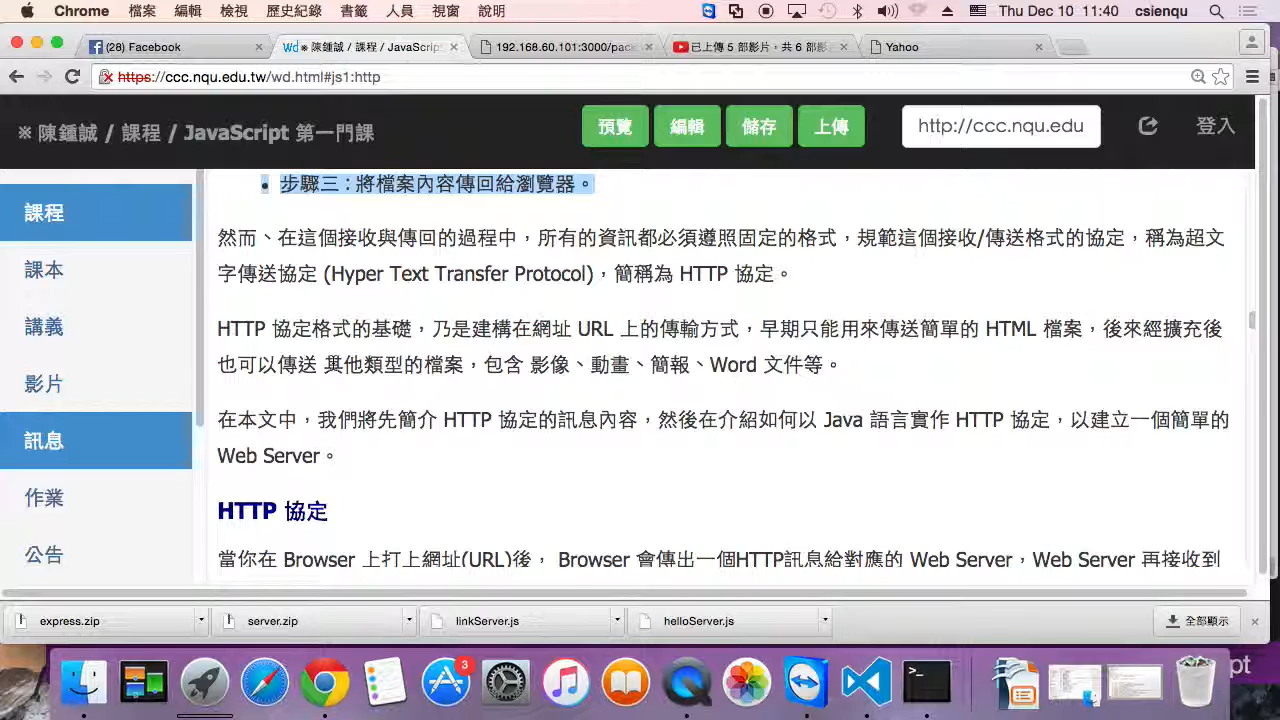 Chrome 檔案 編輯 檢視 歷史紀錄 書籤 人員 視窗 說明 Thu Dec 10 11:40 csienqu
(28) Facebook
※ 陳鍾誠 / 課程 / JavaScript
192.168.60.101:3000/pac
已上傳 5 部影片，共 6 部影
Yahoo
https://ccc.nqu.edu.tw/wd.html#js1:http
※ 陳鍾誠 / 課程 / JavaScript 第一門課
預覽 編輯 儲存 上傳 http://ccc.nqu.edu 登入
課程
課本
講義
影片
訊息
作業
公告
• 步驟三：將檔案內容傳回給瀏覽器。
然而、在這個接收與傳回的過程中，所有的資訊都必須遵照固定的格式，規範這個接收/傳送格式的協定，稱為超文
字傳送協定 (Hyper Text Transfer Protocol)，簡稱為 HTTP 協定。
HTTP 協定格式的基礎，乃是建構在網址 URL 上的傳輸方式，早期只能用來傳送簡單的 HTML 檔案，後來經擴充後
也可以傳送 其他類型的檔案，包含 影像、動畫、簡報、Word 文件等。
在本文中，我們將先簡介 HTTP 協定的訊息內容，然後在介紹如何以 Java 語言實作 HTTP 協定，以建立一個簡單的
Web Server。
HTTP 協定
當你在 Browser 上打上網址(URL)後， Browser 會傳出一個HTTP訊息給對應的 Web Server，Web Server 再接收到
express.zip server.zip linkServer.js helloServer.js 全部顯示
3
pt